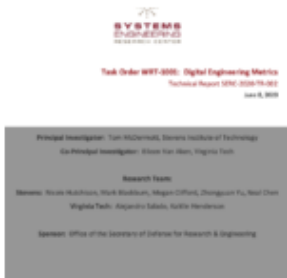 SYSTEMS
ENGINEERING
RESEARCH CENTER
Task Order WRT-1001: Digital Engineering Metrics
Technical Report SERC-2020-TR-002
June 8, 2020
Principal Investigator: Tom McDermott, Stevens Institute of Technology
Co-Principal Investigator: Eileen Van Aken, Virginia Tech
Research Team:
Stevens: Nicole Hutchison, Mark Blackburn, Megan Clifford, Zhongyuan Yu, Noel Chen
Virginia Tech: Alejandro Salado, Kaitlin Henderson
Sponsor: Office of the Secretary of Defense for Research & Engineering